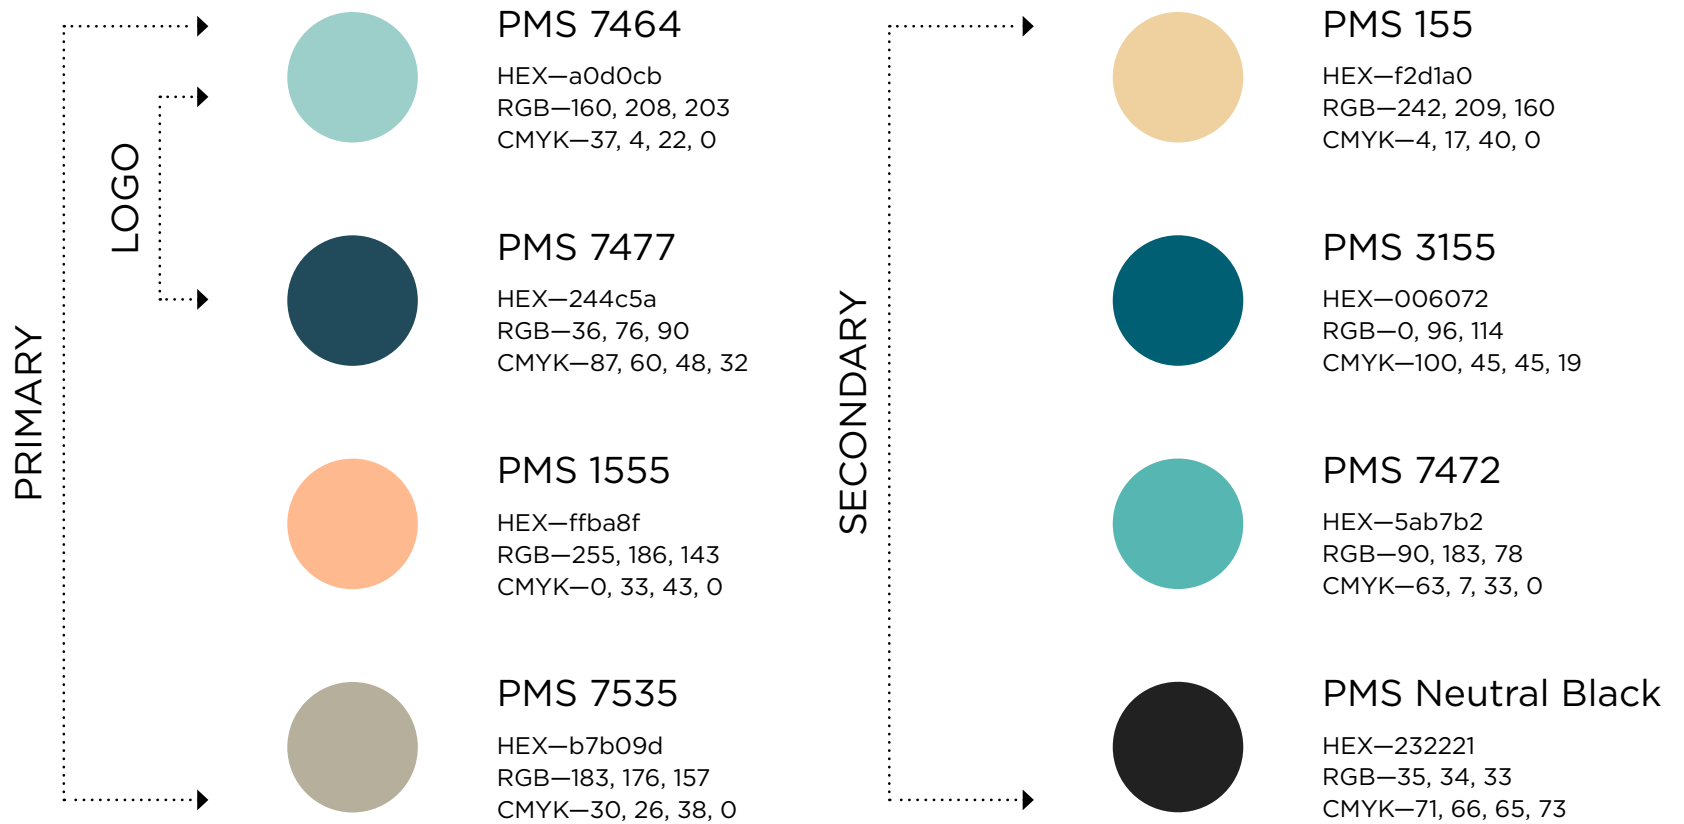 PRIMARY
LOGO
PMS 7464
HEX—a0d0cb
RGB—160, 208, 203
CMYK—37, 4, 22, 0
PMS 7477
HEX—244c5a
RGB—36, 76, 90
CMYK—87, 60, 48, 32
PMS 1555
HEX—ffba8f
RGB—255, 186, 143
CMYK—0, 33, 43, 0
PMS 7535
HEX—b7b09d
RGB—183, 176, 157
CMYK—30, 26, 38, 0
SECONDARY
PMS 155
HEX—f2d1a0
RGB—242, 209, 160
CMYK—4, 17, 40, 0
PMS 3155
HEX—006072
RGB—0, 96, 114
CMYK—100, 45, 45, 19
PMS 7472
HEX—5ab7b2
RGB—90, 183, 78
CMYK—63, 7, 33, 0
PMS Neutral Black
HEX—232221
RGB—35, 34, 33
CMYK—71, 66, 65, 73